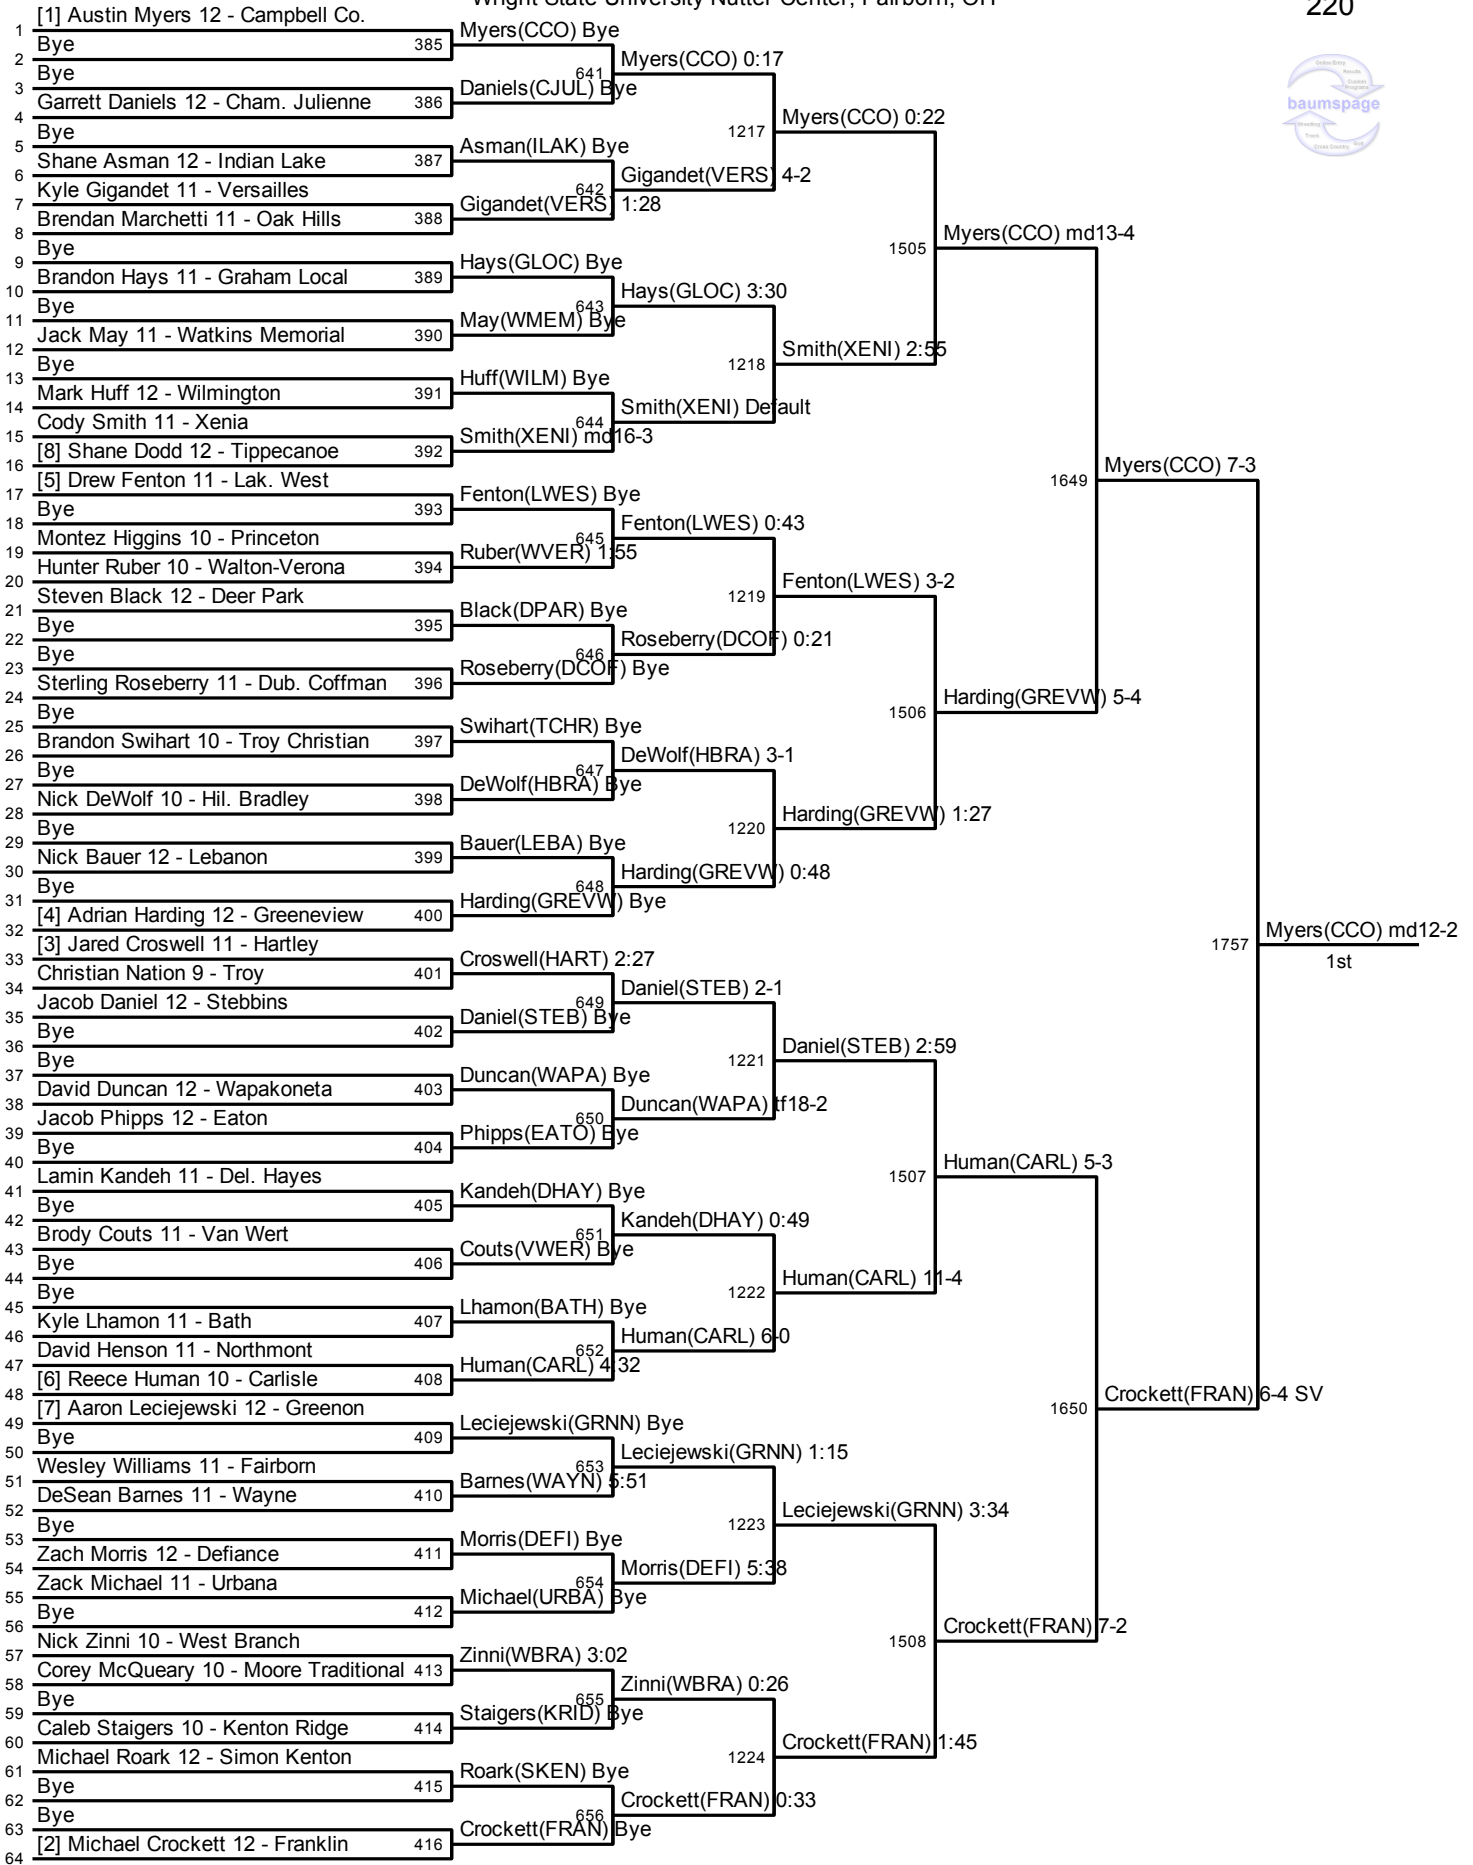 Wright State University Nutter Center, Fairborn, OH
220
baumspage
1 [1] Austin Myers 12 - Campbell Co.
2 Bye
385
3 Bye
4 Garrett Daniels 12 - Cham. Julienne
386
5 Bye
6 Shane Asman 12 - Indian Lake
387
7 Kyle Gigandet 11 - Versailles
8 Brendan Marchetti 11 - Oak Hills
388
9 Bye
10 Brandon Hays 11 - Graham Local
389
11 Bye
12 Jack May 11 - Watkins Memorial
390
13 Bye
14 Mark Huff 12 - Wilmington
391
15 Cody Smith 11 - Xenia
16 [8] Shane Dodd 12 - Tippecanoe
392
17 [5] Drew Fenton 11 - Lak. West
18 Bye
393
19 Montez Higgins 10 - Princeton
20 Hunter Ruber 10 - Walton-Verona
394
21 Steven Black 12 - Deer Park
22 Bye
395
23 Bye
24 Sterling Roseberry 11 - Dub. Coffman
396
25 Bye
26 Brandon Swihart 10 - Troy Christian
397
27 Bye
28 Nick DeWolf 10 - Hil. Bradley
398
29 Bye
30 Nick Bauer 12 - Lebanon
399
31 Bye
32 [4] Adrian Harding 12 - Greeneview
400
33 [3] Jared Croswell 11 - Hartley
34 Christian Nation 9 - Troy
401
35 Jacob Daniel 12 - Stebbins
36 Bye
402
37 Bye
38 David Duncan 12 - Wapakoneta
403
39 Jacob Phipps 12 - Eaton
40 Bye
404
41 Lamin Kandeh 11 - Del. Hayes
42 Bye
405
43 Brody Couts 11 - Van Wert
44 Bye
406
45 Bye
46 Kyle Lhamon 11 - Bath
407
47 David Henson 11 - Northmont
48 [6] Reece Human 10 - Carlisle
408
49 [7] Aaron Leciejewski 12 - Greenon
50 Bye
409
51 Wesley Williams 11 - Fairborn
52 DeSean Barnes 11 - Wayne
410
53 Bye
54 Zach Morris 12 - Defiance
411
55 Zack Michael 11 - Urbana
56 Bye
412
57 Nick Zinni 10 - West Branch
58 Corey McQueary 10 - Moore Traditional
413
59 Bye
60 Caleb Staigers 10 - Kenton Ridge
414
61 Michael Roark 12 - Simon Kenton
62 Bye
415
63 Bye
64 [2] Michael Crockett 12 - Franklin
416
Myers(CCO) Bye
641
Daniels(CJUL) Bye
Asman(ILAK) Bye
642
Gigandet(VERS) 1:28
Hays(GLOC) Bye
643
May(WMEM) Bye
Huff(WILM) Bye
644
Smith(XENI) md16-3
Fenton(LWES) Bye
645
Ruber(WVER) 1:55
Black(DPAR) Bye
646
Roseberry(DCOF) Bye
Swihart(TCHR) Bye
647
DeWolf(HBRA) Bye
Bauer(LEBA) Bye
648
Harding(GREVW) Bye
Croswell(HART) 2:27
649
Daniel(STEB) Bye
Duncan(WAPA) Bye
650
Phipps(EATO) Bye
Kandeh(DHAY) Bye
651
Couts(VWER) Bye
Lhamon(BATH) Bye
652
Human(CARL) 4:32
Leciejewski(GRNN) Bye
653
Barnes(WAYN) 5:51
Morris(DEFI) Bye
654
Michael(URBA) Bye
Zinni(WBRA) 3:02
655
Staigers(KRID) Bye
Roark(SKEN) Bye
656
Crockett(FRAN) Bye
Myers(CCO) 0:17
1217
Gigandet(VERS) 4-2
Hays(GLOC) 3:30
1218
Smith(XENI) Default
Fenton(LWES) 0:43
1219
Roseberry(DCOF) 0:21
DeWolf(HBRA) 3-1
1220
Harding(GREVW) 0:48
Daniel(STEB) 2-1
1221
Duncan(WAPA) tf18-2
Kandeh(DHAY) 0:49
1222
Human(CARL) 6-0
Leciejewski(GRNN) 1:15
1223
Morris(DEFI) 5:38
Zinni(WBRA) 0:26
1224
Crockett(FRAN) 0:33
Myers(CCO) 0:22
1505
Smith(XENI) 2:55
Fenton(LWES) 3-2
1506
Harding(GREVW) 1:27
Daniel(STEB) 2:59
1507
Human(CARL) 11-4
Leciejewski(GRNN) 3:34
1508
Crockett(FRAN) 1:45
Myers(CCO) md13-4
1649
Harding(GREVW) 5-4
Human(CARL) 5-3
1650
Crockett(FRAN) 7-2
Myers(CCO) 7-3
1757
Crockett(FRAN) 6-4 SV
Myers(CCO) md12-2
1st